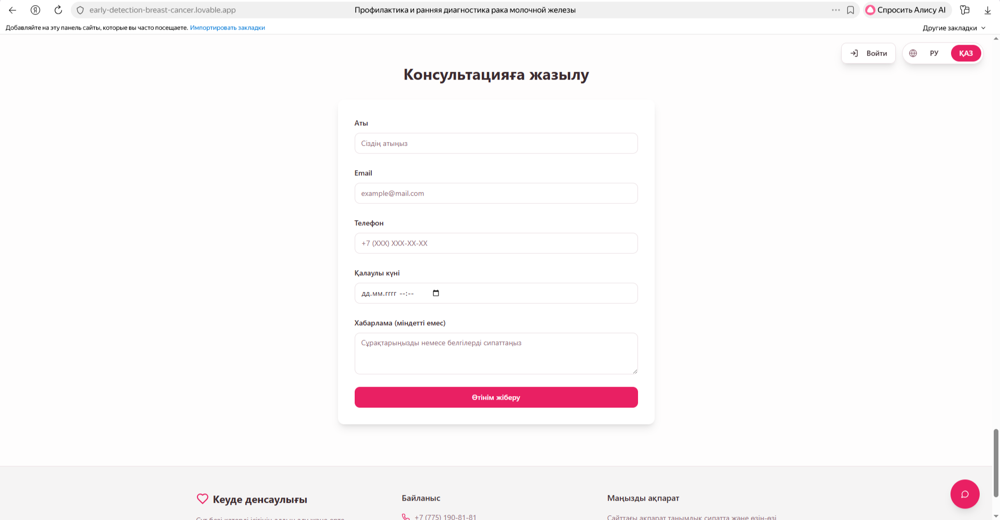 early-detection-breast-cancer.lovable.app
Профилактика и ранняя диагностика рака молочной железы
Спросить Алису AI
Добавляйте на эту панель сайты, которые вы часто посещаете. Импортировать закладки
Другие закладки
Войти
РУ
ҚАЗ
Консультацияға жазылу
Аты
Сіздің атыңыз
Email
example@mail.com
Телефон
+7 (XXX) XXX-XX-XX
Қалаулы күні
дд.мм.гггг --:--
Хабарлама (міндетті емес)
Сұрақтарыңызды немесе белгілерді сипаттаңыз
Өтінім жіберу
Кеуде денсаулығы
Байланыс
Маңызды ақпарат
Сүт безі қатерлі ісігінің алдын алу және ерте
+7 (775) 190-81-81
Сайттағы ақпарат танымдық сипатта және өзін-өзі